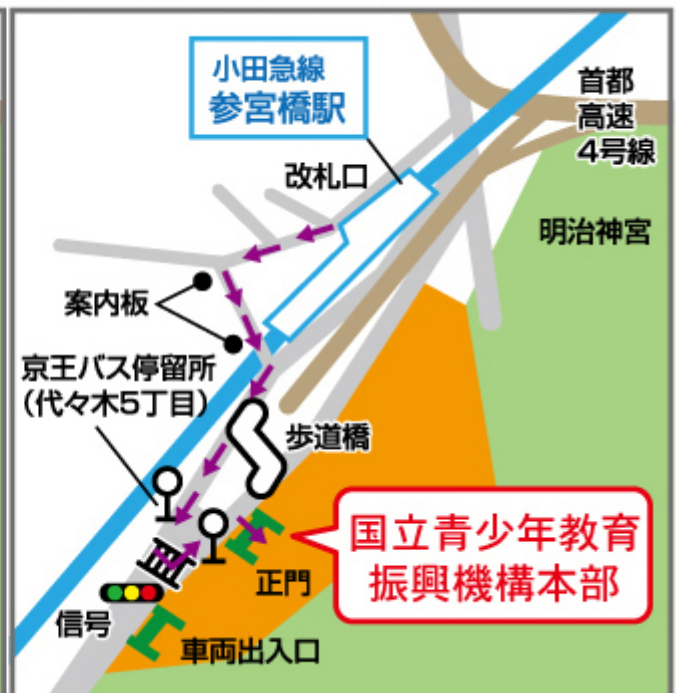 小田急線
参宮橋駅
首都
高速
4号線
改札口
明治神宮
案内板
京王バス停留所
（代々木5丁目）
歩道橋
国立青少年教育
振興機構本部
正門
信号
車両出入口